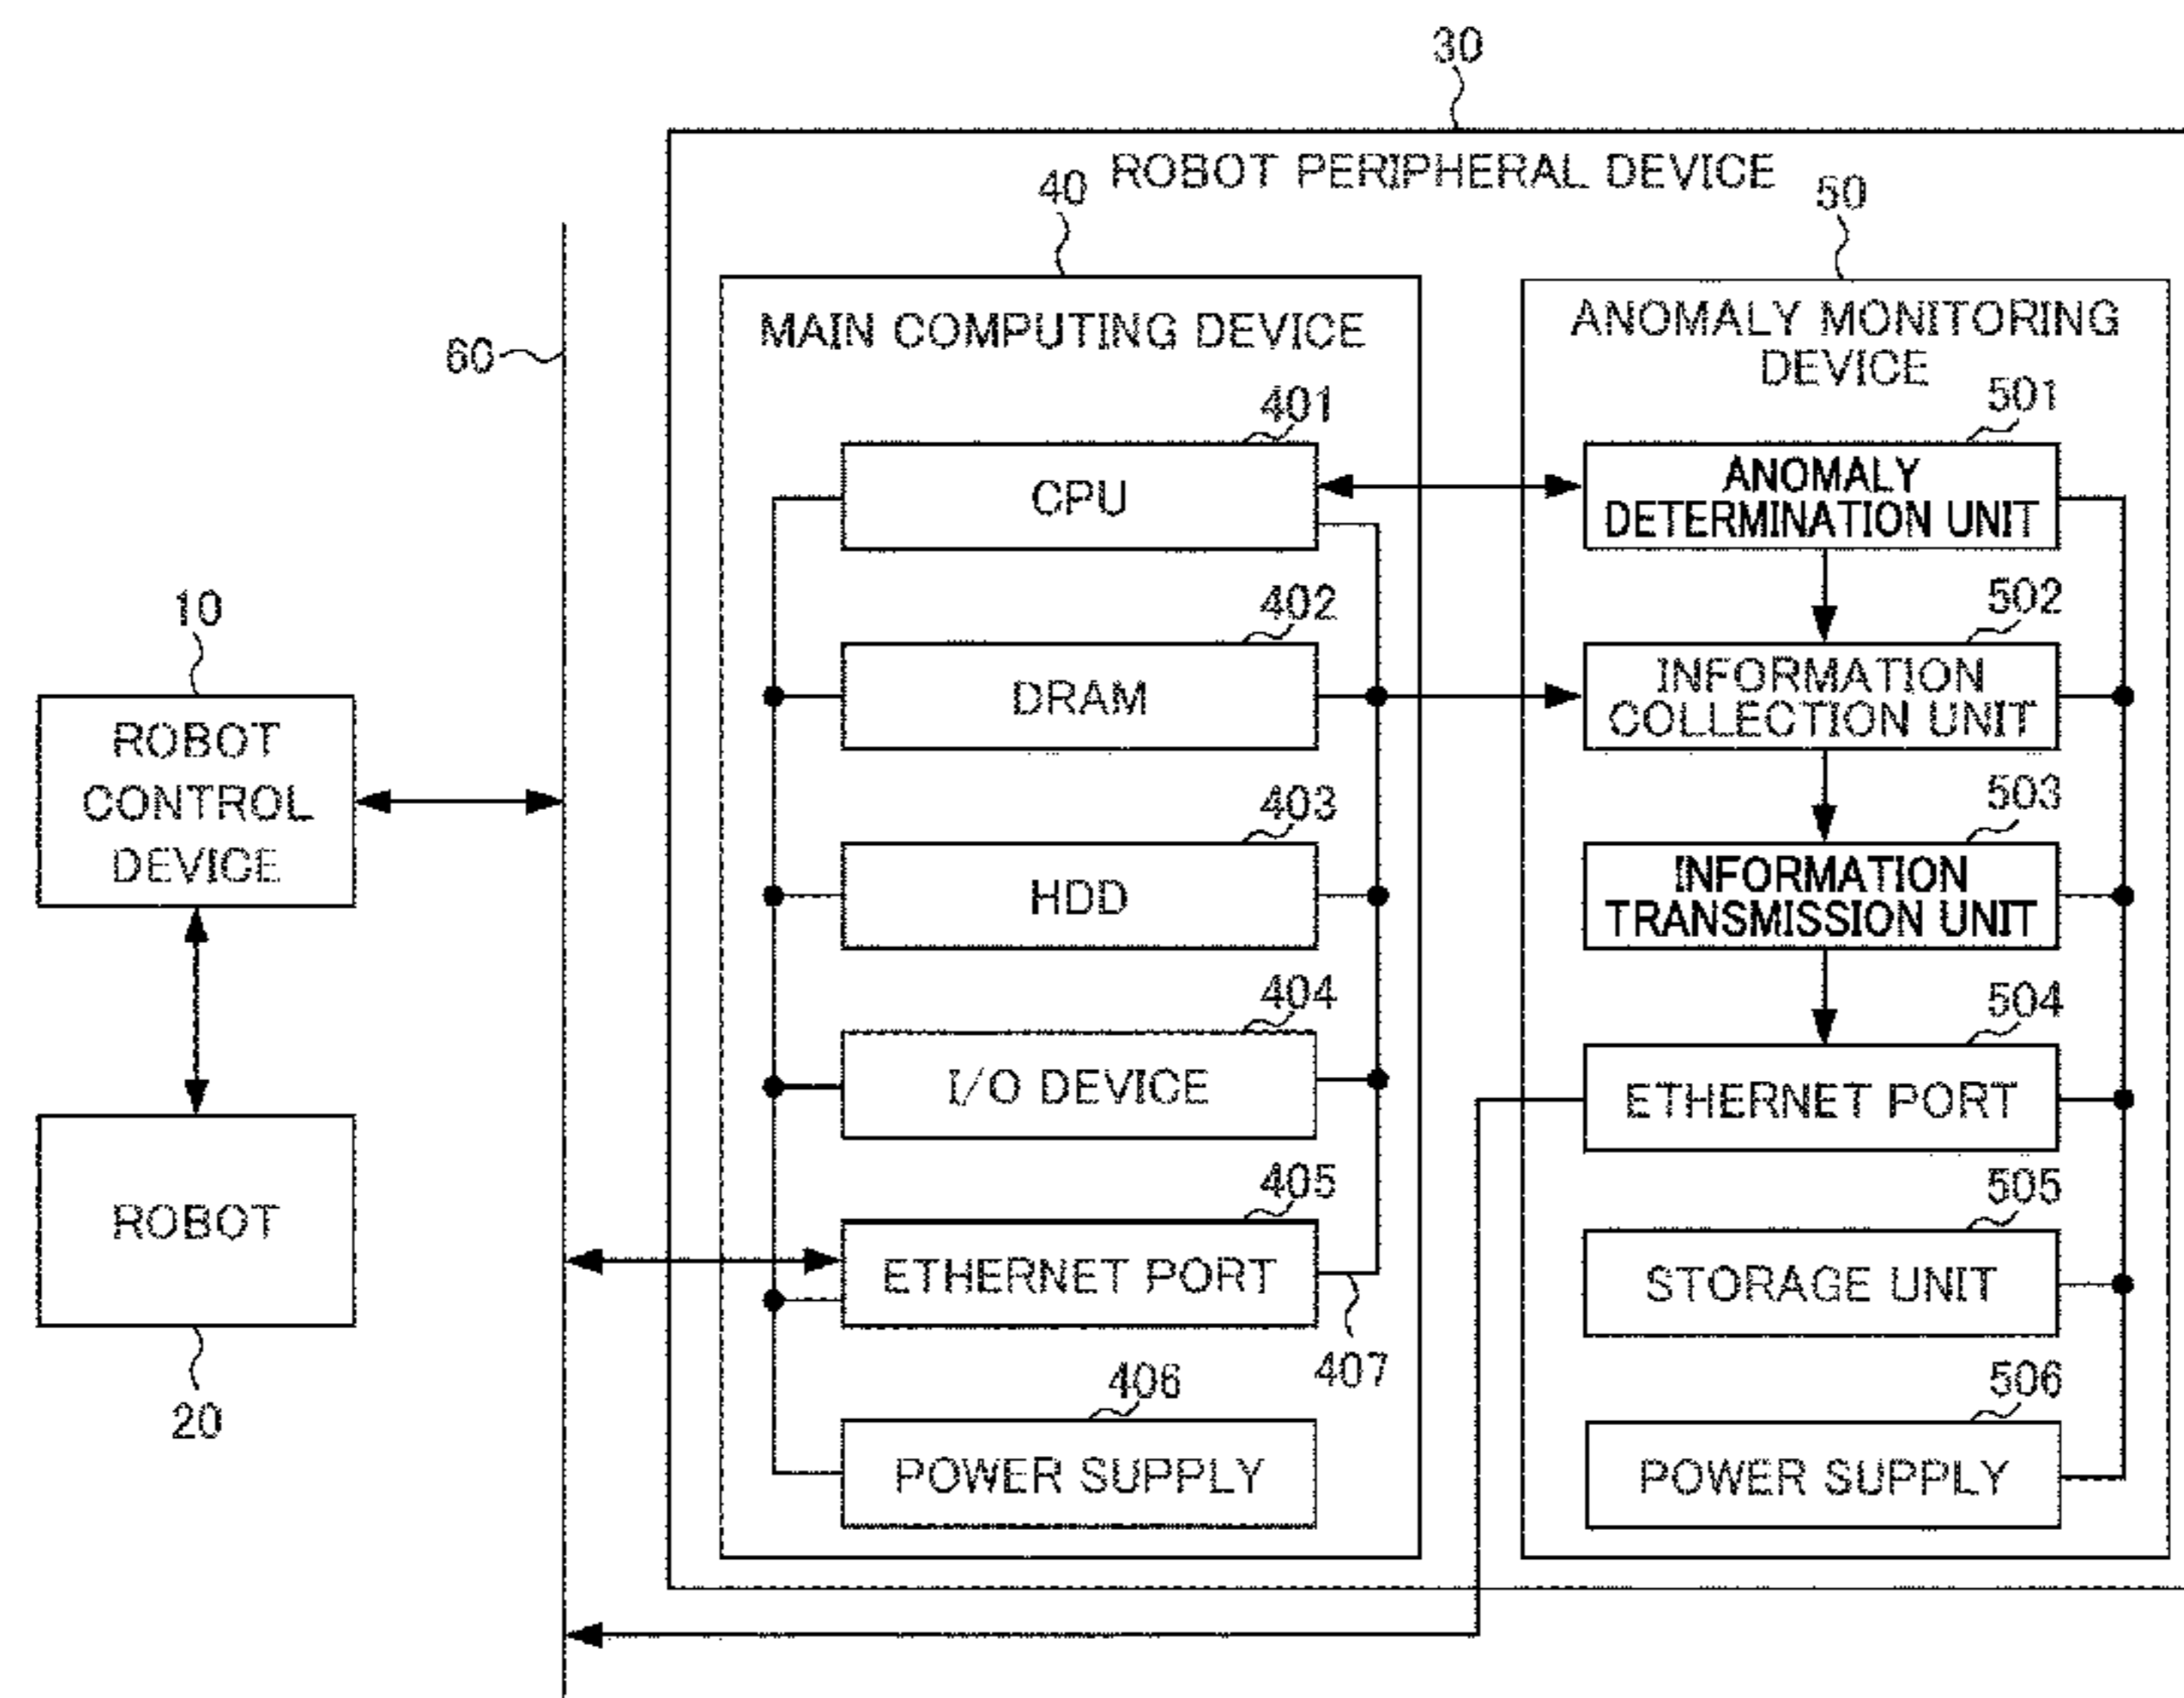 30
ROBOT PERIPHERAL DEVICE
40
50
60
MAIN COMPUTING DEVICE
ANOMALY MONITORING
DEVICE
401
CPU
501
ANOMALY
DETERMINATION UNIT
402
DRAM
502
INFORMATION
COLLECTION UNIT
10
ROBOT
CONTROL
DEVICE
403
HDD
503
INFORMATION
TRANSMISSION UNIT
404
I/O DEVICE
504
ETHERNET PORT
ROBOT
20
405
ETHERNET PORT
407
505
STORAGE UNIT
406
POWER SUPPLY
506
POWER SUPPLY